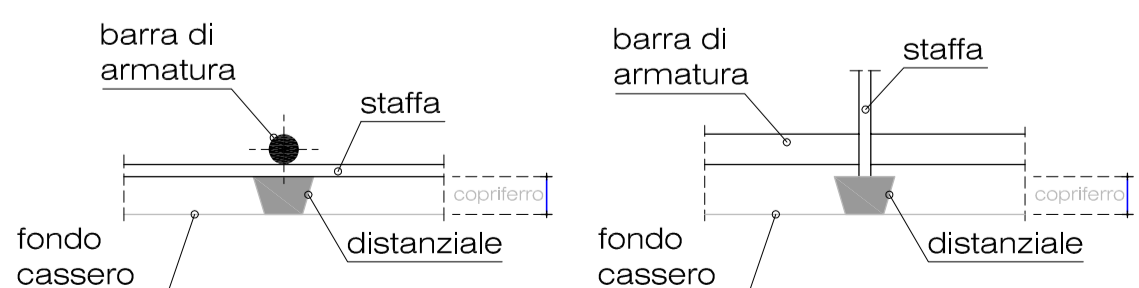 barra di
armatura
staffa
copriferro
distanziale
fondo
cassero
barra di
armatura
staffa
copriferro
distanziale
fondo
cassero